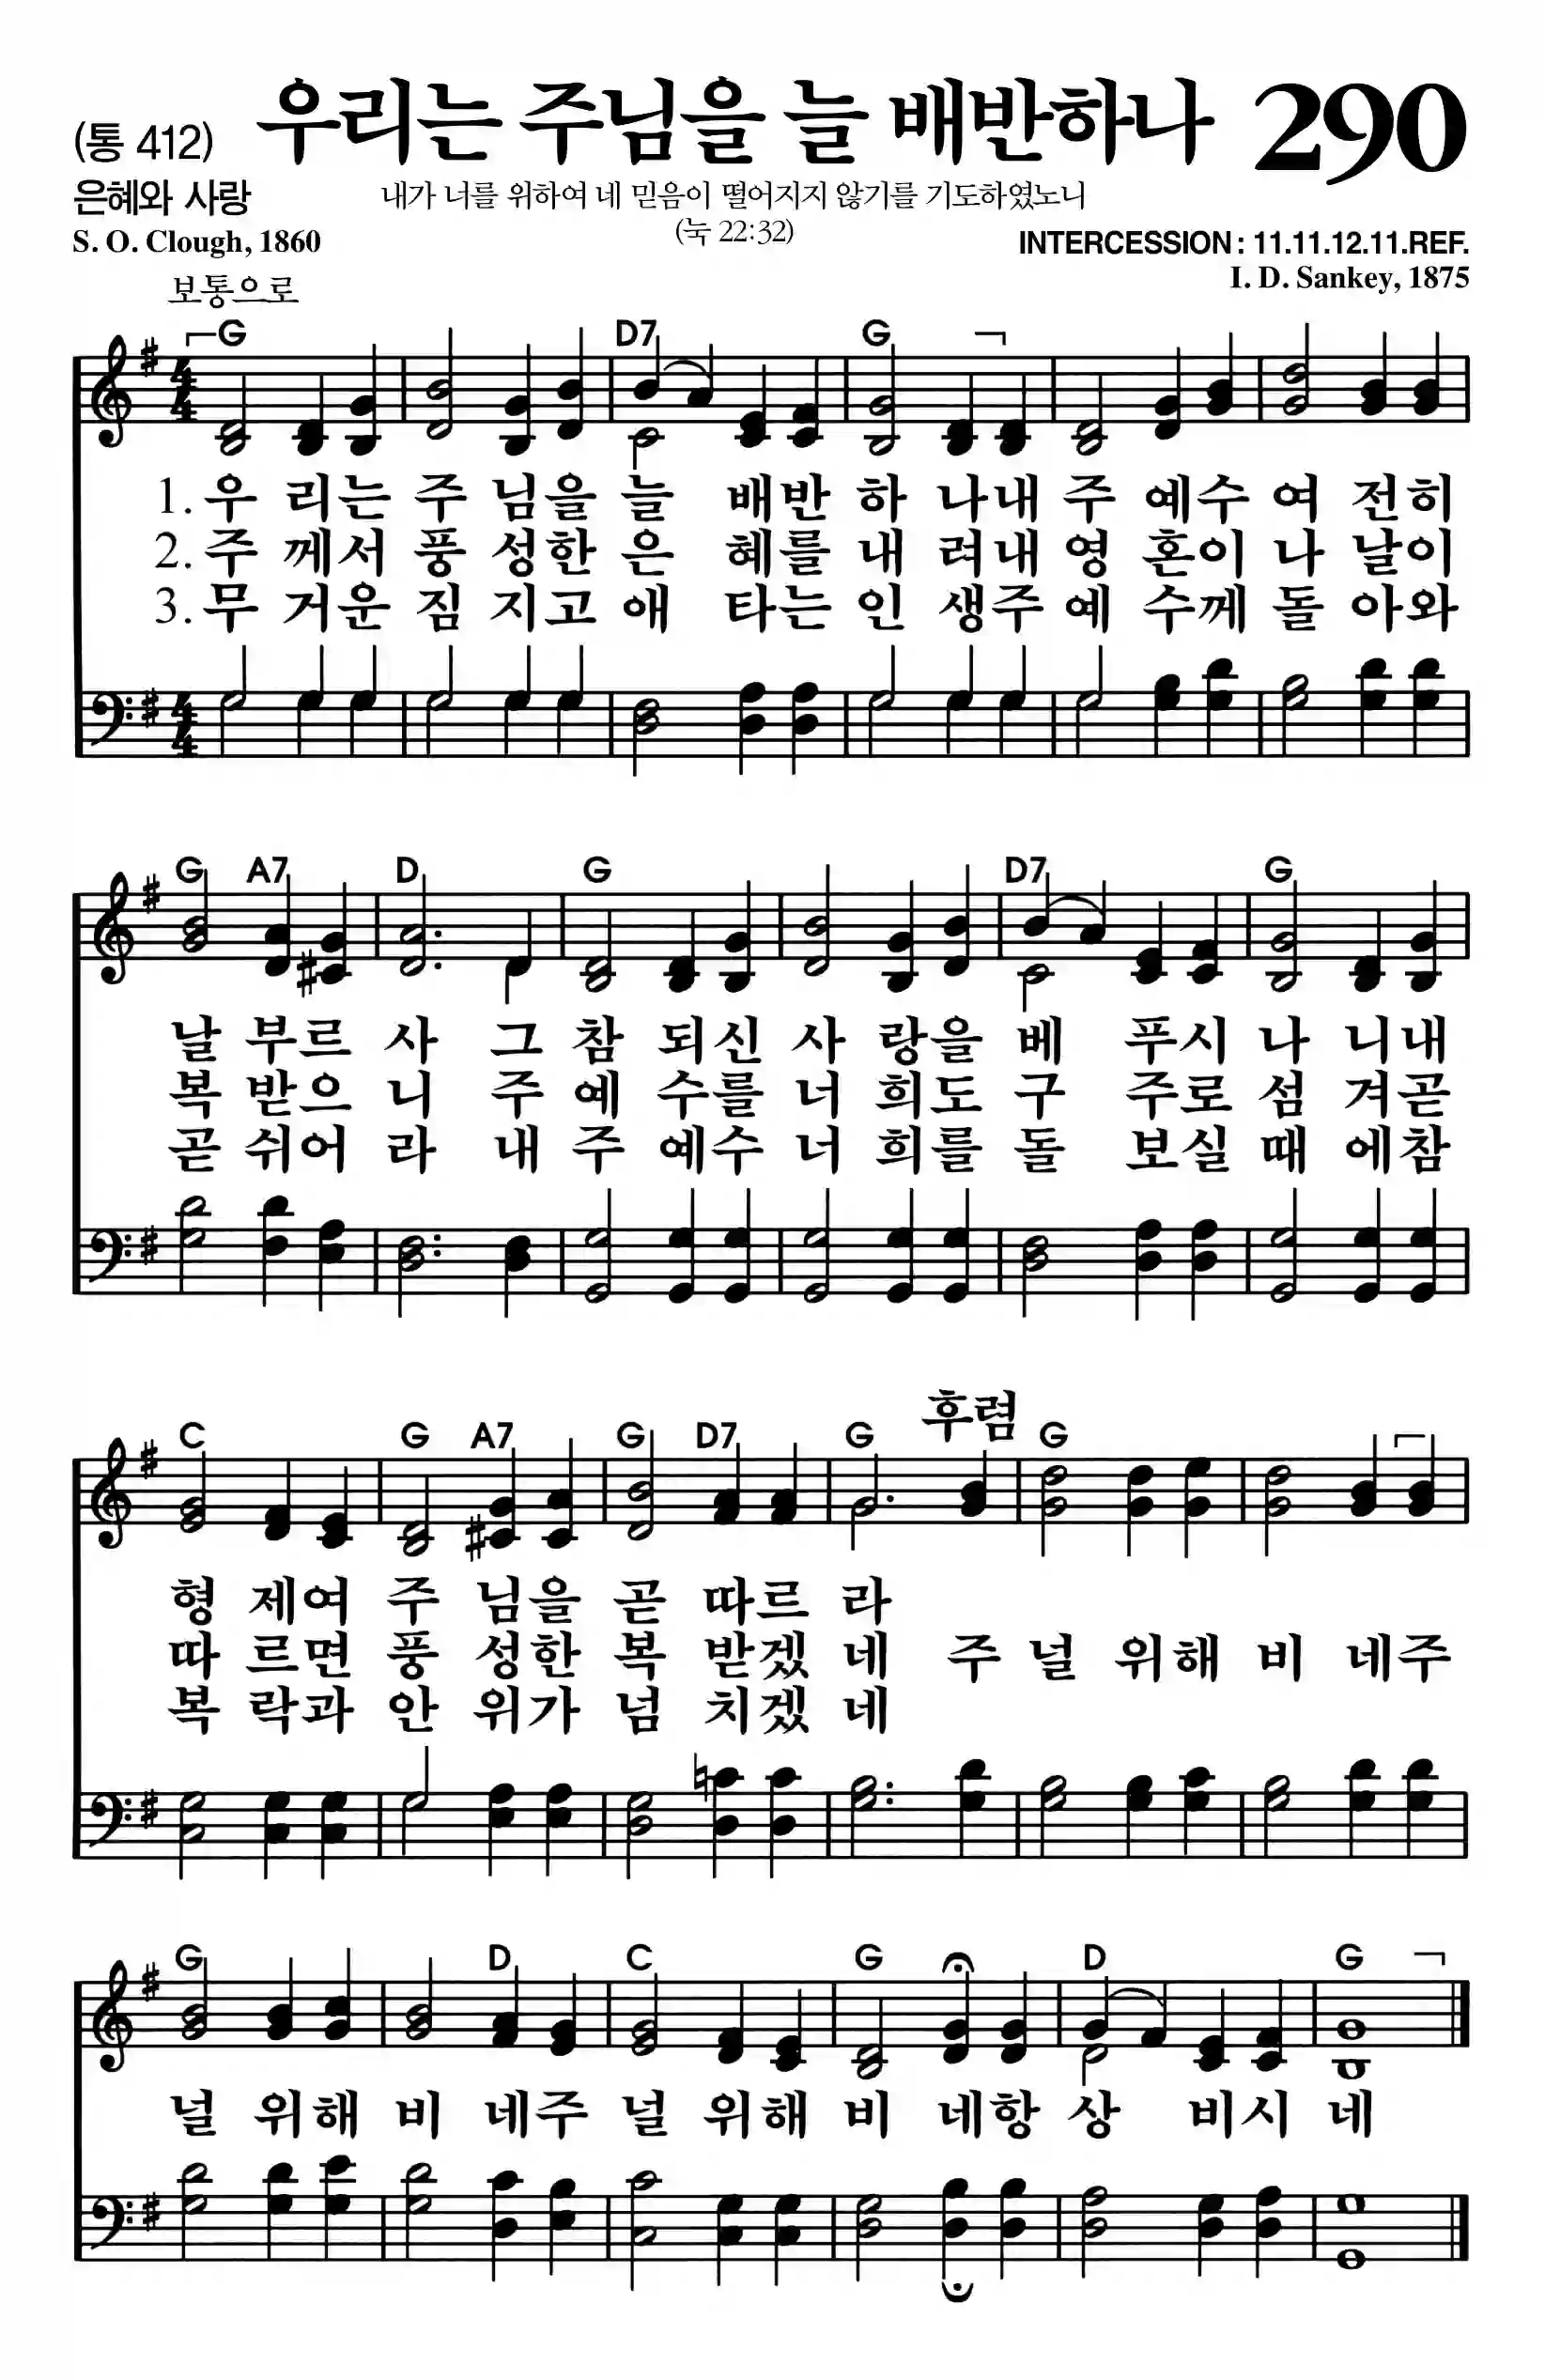 (통 412) 우리는 주님을 늘 배반하나 290
은혜와 사랑 내가 너를 위하여 네 믿음이 떨어지지 않기를 기도하였노니
S. O. Clough, 1860 (눅 22:32) INTERCESSION : 11.11.12.11.REF.
I. D. Sankey, 1875
보통으로
G D7 G
1. 우 리는 주 님을 늘 배반 하 나내 주 예수 여 전히
2. 주 께서 풍 성한 은 혜를 내 려내 영 혼이 나 날이
3. 무 거운 짐 지고 애 타는 인 생주 예 수께 돌 아와
G A7 D G D7 G
날 부르 사 그 참 되신 사 랑을 베 푸시 나 니내
복 받으 니 주 예 수를 너 희도 구 주로 섬 겨곧
곧 쉬어 라 내 주 예수 너 희를 돌 보실 때 에참
후렴
C G A7 G D7 G G
형 제여 주 님을 곧 따르 라
따 르면 풍 성한 복 받겠 네 주 널 위해 비 네주
복 락과 안 위가 넘 치겠 네
G D C G D G
널 위해 비 네주 널 위해 비 네항 상 비시 네